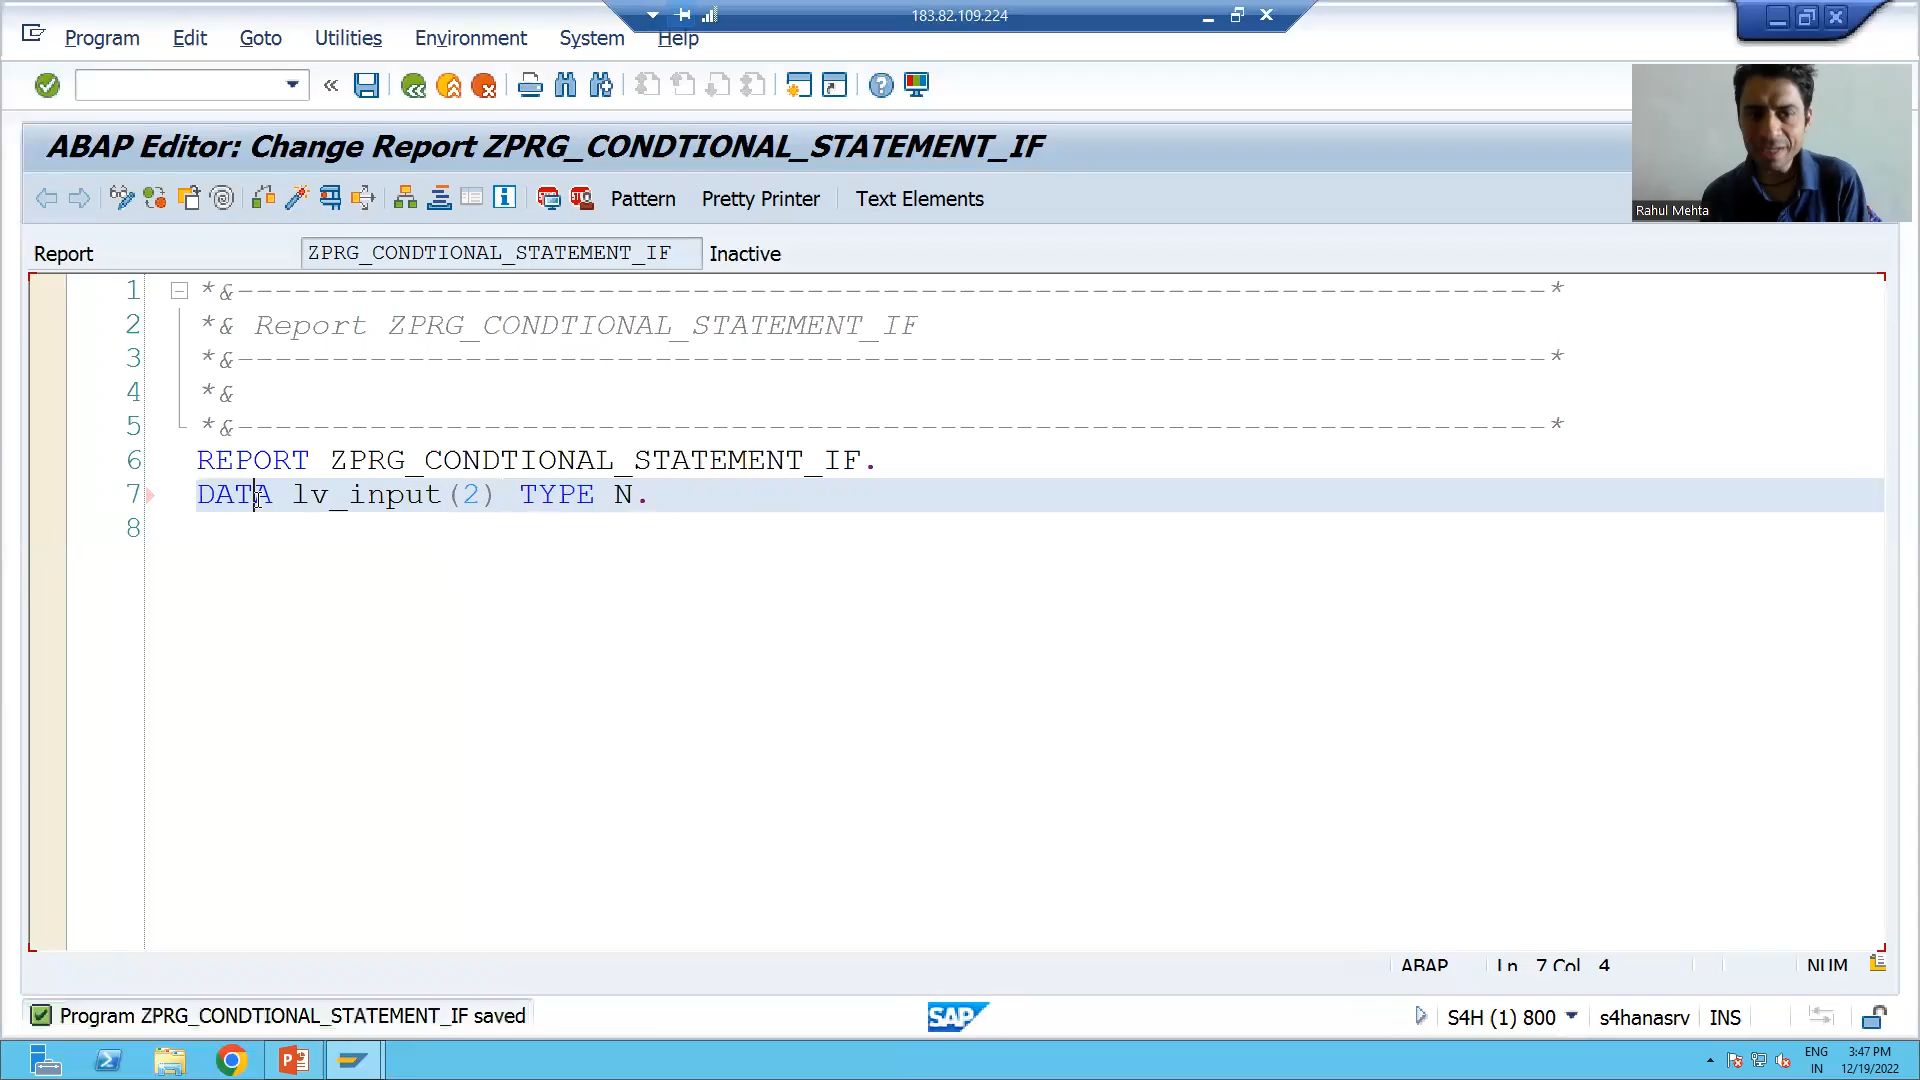 183.82.109.224
Program Edit Goto Utilities Environment System Help
ABAP Editor: Change Report ZPRG_CONDTIONAL_STATEMENT_IF
Pattern Pretty Printer Text Elements
Rahul Mehta
Report ZPRG_CONDTIONAL_STATEMENT_IF Inactive
1 *&---------------------------------------------------------------------*
2 *& Report ZPRG_CONDTIONAL_STATEMENT_IF
3 *&---------------------------------------------------------------------*
4 *&
5 *&---------------------------------------------------------------------*
6 REPORT ZPRG_CONDTIONAL_STATEMENT_IF.
7 DATA lv_input(2) TYPE N.
8
ABAP Ln 7 Col 4 NUM
Program ZPRG_CONDTIONAL_STATEMENT_IF saved
SAP
S4H (1) 800 s4hanasrv INS
ENG 3:47 PM
IN 12/19/2022